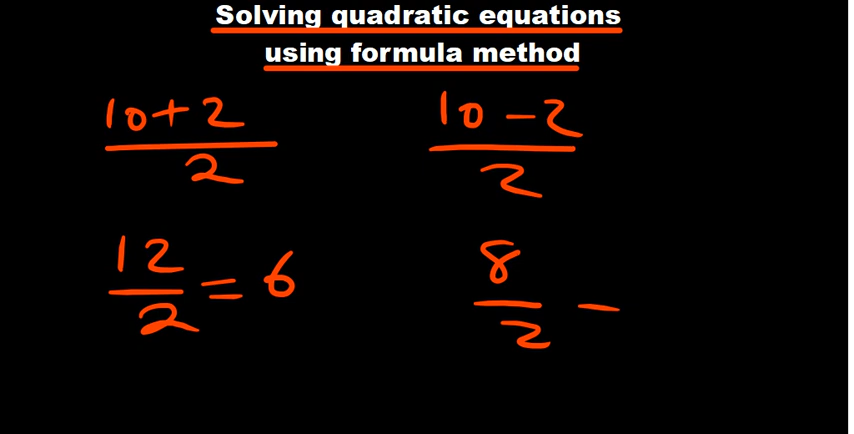 Solving quadratic equations
using formula method
10 + 2
2
10 - 2
2
12
2
= 6
8
2
-